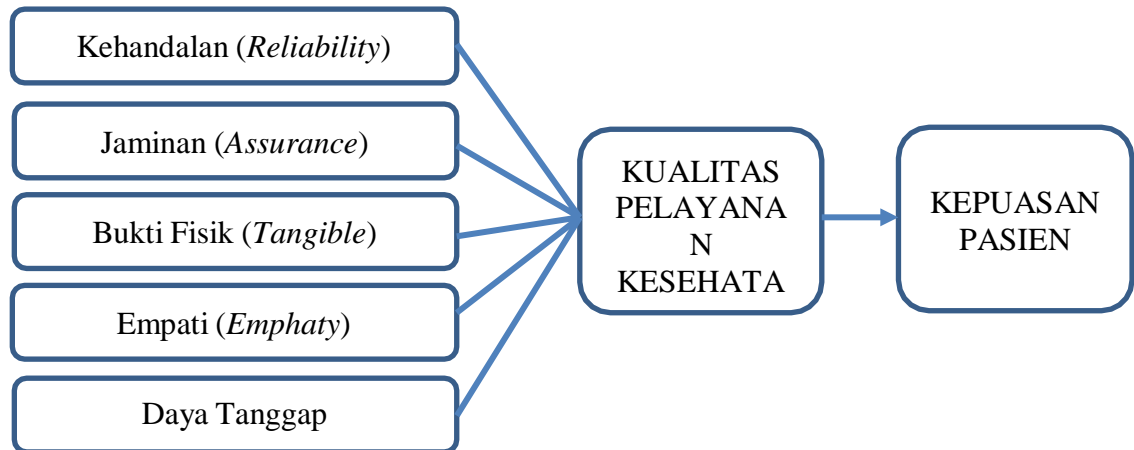 Kehandalan (Reliability)
Jaminan (Assurance)
Bukti Fisik (Tangible)
Empati (Emphaty)
Daya Tanggap
KUALITAS
PELAYANA
N
KESEHATA
KEPUASAN
PASIEN